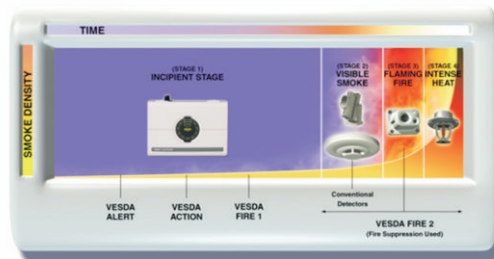 TIME
SMOKE DENSITY
(STAGE 1)
INCIPIENT STAGE
(STAGE 2)
VISIBLE
SMOKE
(STAGE 3)
FLAMING
FIRE
(STAGE 4)
INTENSE
HEAT
VESDA
ALERT
VESDA
ACTION
VESDA
FIRE 1
Conventional
Detectors
VESDA FIRE 2
(Fire Suppression Used)